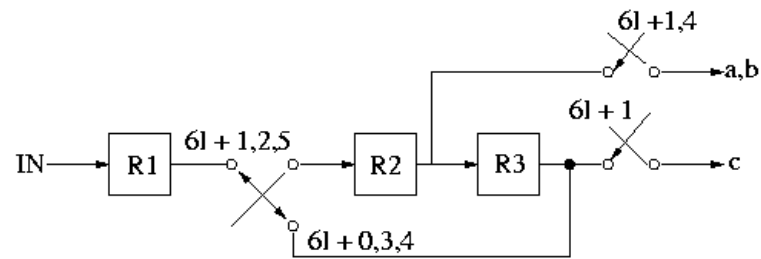 6l +1,4
a,b
6l + 1
6l + 1,2,5
IN
R1
R2
R3
c
6l + 0,3,4